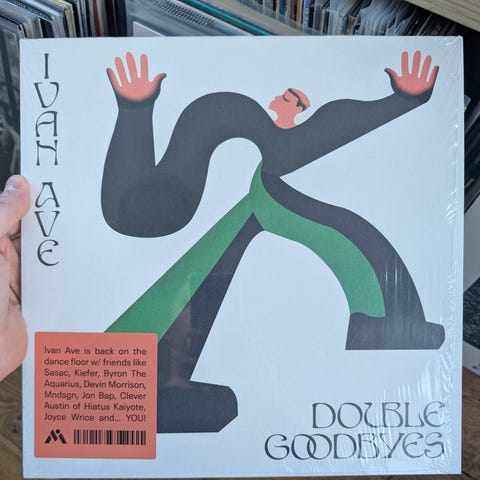 IVAN AVE
Ivan Ave is back on the
dance floor w/ friends like
Sasac, Kiefer, Byron The
Aquarius, Devin Morrison,
Mndsgn, Jon Bap, Clever
Austin of Hiatus Kaiyote,
Joyce Wrice and... YOU!
DOUBLE
GOODBYES